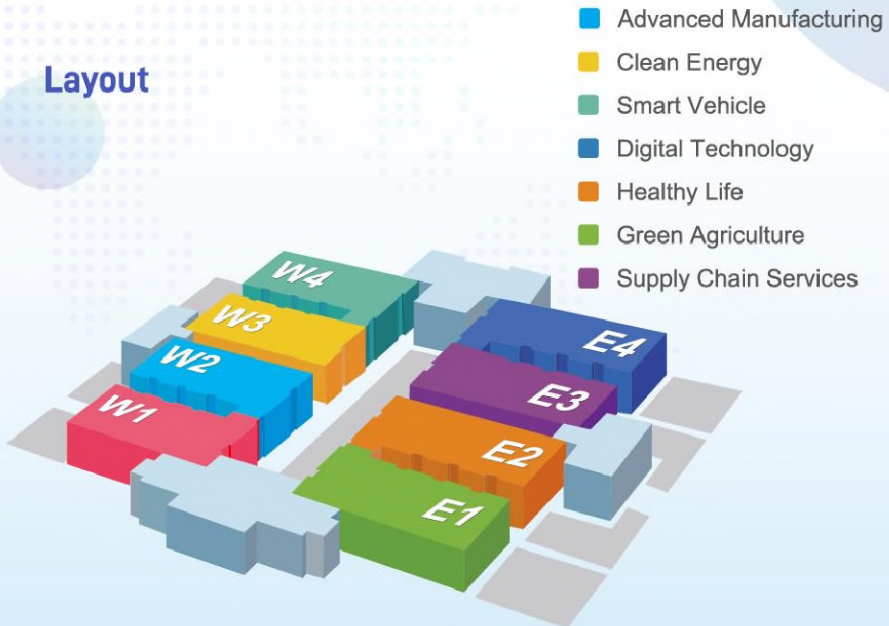 Layout
Advanced Manufacturing
Clean Energy
Smart Vehicle
Digital Technology
Healthy Life
Green Agriculture
Supply Chain Services
W4
W3
W2
W1
E4
E3
E2
E1